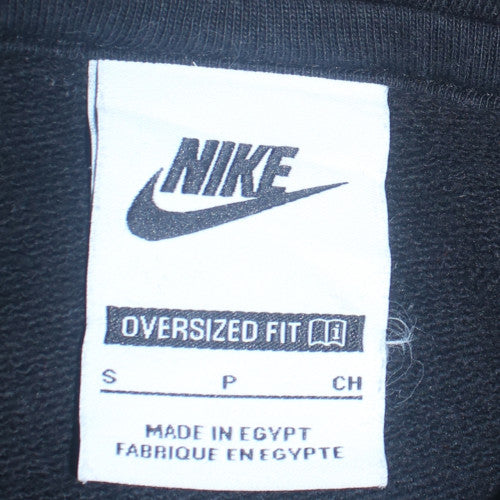 NIKE
OVERSIZED FIT i
S P CH
MADE IN EGYPT
FABRIQUE EN EGYPTE